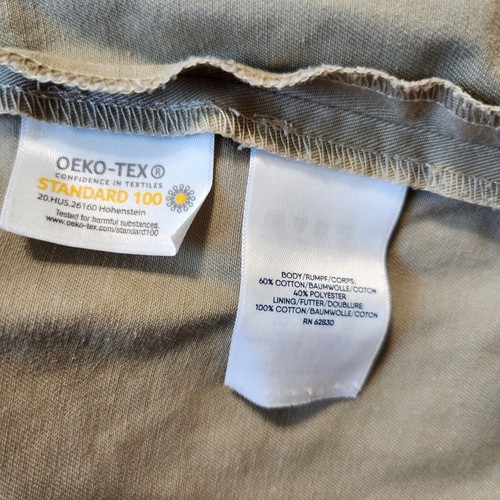 OEKO-TEX®
CONFIDENCE IN TEXTILES
STANDARD 100
20.HUS.26160 Hohenstein
Tested for harmful substances.
www.oeko-tex.com/standard100
BODY/RUMPF/CORPS:
60% COTTON/BAUMWOLLE/COTON
40% POLYESTER
LINING/FUTTER/DOUBLURE:
100% COTTON/BAUMWOLLE/COTON
RN 62830